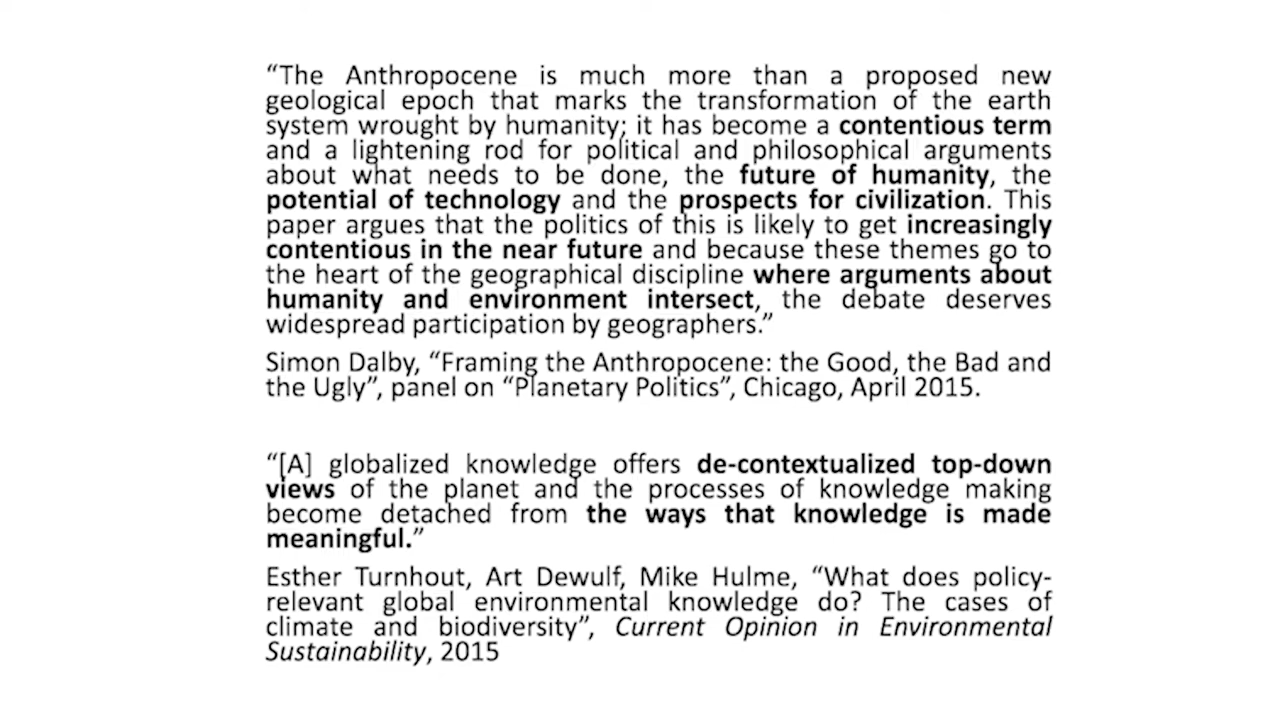 “The Anthropocene is much more than a proposed new
geological epoch that marks the transformation of the earth
system wrought by humanity; it has become a contentious term
and a lightening rod for political and philosophical arguments
about what needs to be done, the future of humanity, the
potential of technology and the prospects for civilization. This
paper argues that the politics of this is likely to get increasingly
contentious in the near future and because these themes go to
the heart of the geographical discipline where arguments about
humanity and environment intersect, the debate deserves
widespread participation by geographers.”
Simon Dalby, “Framing the Anthropocene: the Good, the Bad and
the Ugly”, panel on “Planetary Politics”, Chicago, April 2015.
“[A] globalized knowledge offers de-contextualized top-down
views of the planet and the processes of knowledge making
become detached from the ways that knowledge is made
meaningful.”
Esther Turnhout, Art Dewulf, Mike Hulme, “What does policy-
relevant global environmental knowledge do? The cases of
climate and biodiversity”, Current Opinion in Environmental
Sustainability, 2015